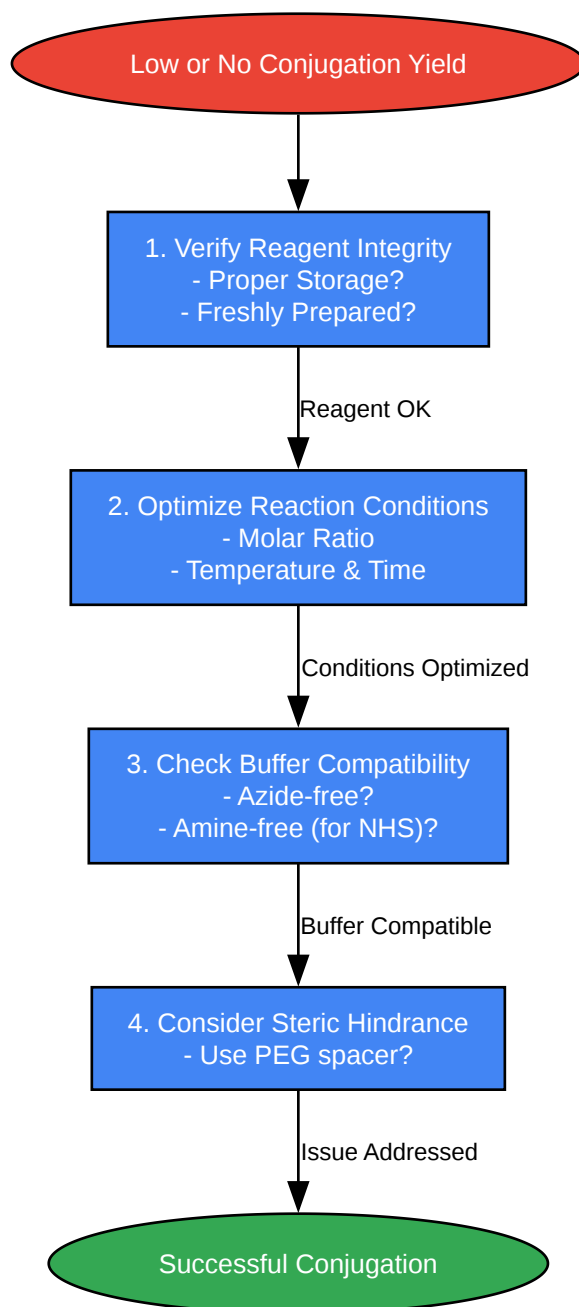 Low or No Conjugation Yield
1. Verify Reagent Integrity
- Proper Storage?
- Freshly Prepared?
Reagent OK
2. Optimize Reaction Conditions
- Molar Ratio
- Temperature & Time
Conditions Optimized
3. Check Buffer Compatibility
- Azide-free?
- Amine-free (for NHS)?
Buffer Compatible
4. Consider Steric Hindrance
- Use PEG spacer?
Issue Addressed
Successful Conjugation